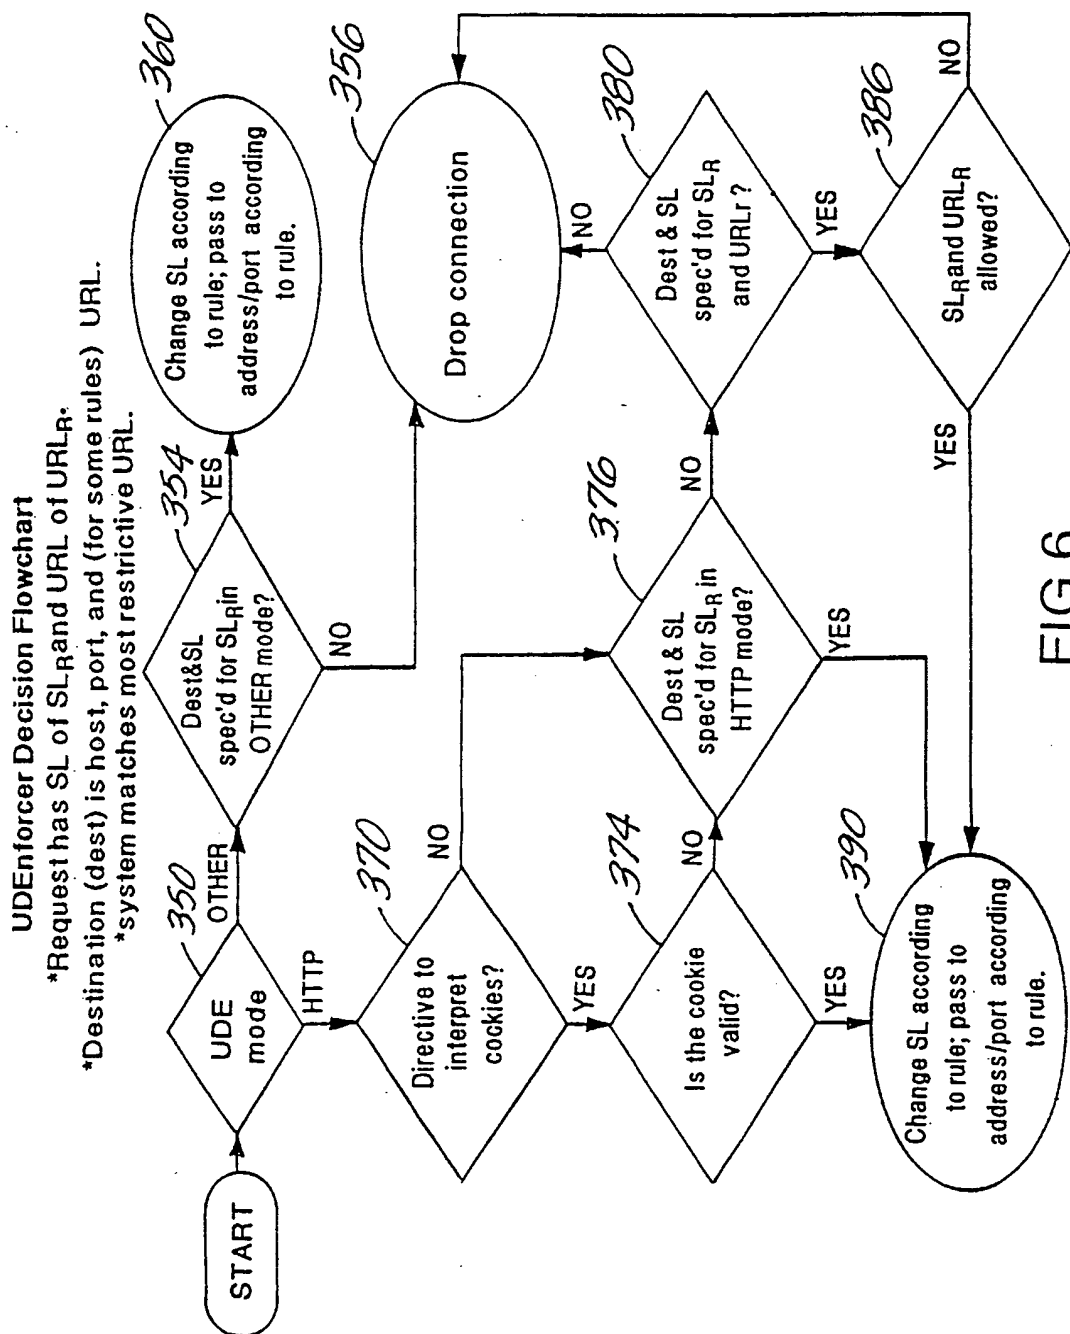 UDEnforcer Decision Flowchart
*Request has SL of SLR and URL of URLR.
*Destination (dest) is host, port, and (for some rules) URL.
*system matches most restrictive URL.
START
350
UDE
mode
OTHER
HTTP
354
Dest&SL
spec'd for SLR in
OTHER mode?
YES
NO
360
Change SL according
to rule; pass to
address/port according
to rule.
356
Drop connection
370
Directive to
interpret
cockies?
NO
YES
374
Is the cookie
valid?
NO
YES
376
Dest & SL
spec'd for SLR in
HTTP mode?
NO
YES
380
Dest & SL
spec'd for SLR
and URLr?
NO
YES
386
SLR and URLR
allowed?
NO
YES
390
Change SL according
to rule; pass to
address/port according
to rule.
FIG 6